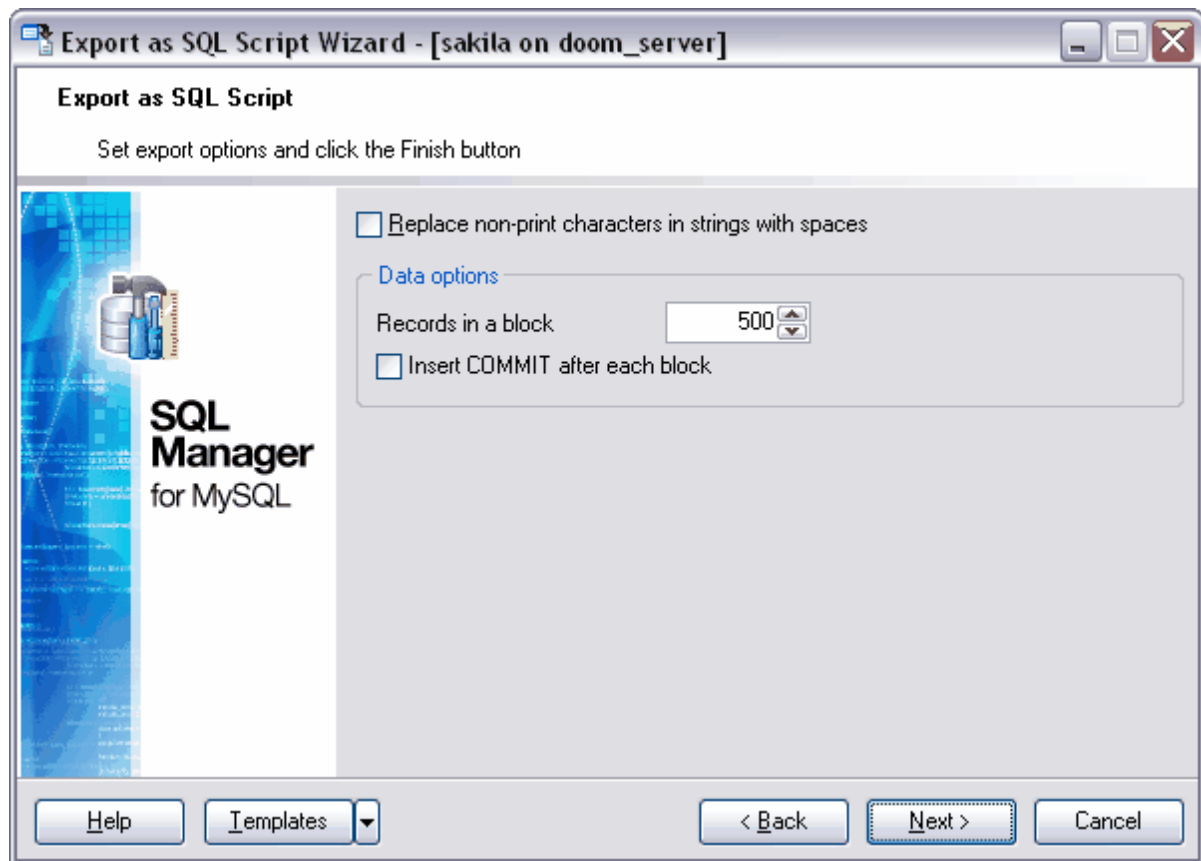 Export as SQL Script Wizard - [sakila on doom_server]
Export as SQL Script
Set export options and click the Finish button
Replace non-print characters in strings with spaces
Data options
Records in a block 500
Insert COMMIT after each block
SQL
Manager
for MySQL
Help Templates < Back Next > Cancel